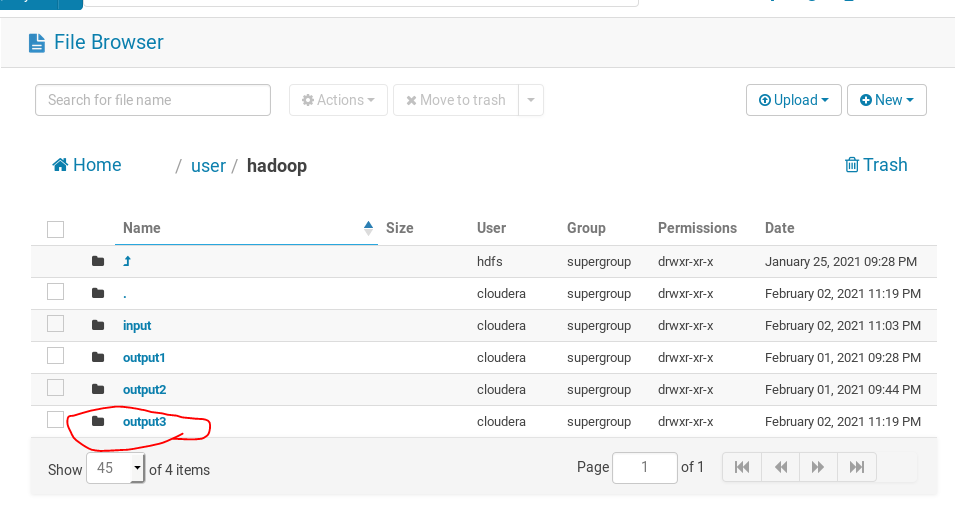 File Browser
Search for file name Actions Move to trash Upload New
Home / user / hadoop Trash
Name Size User Group Permissions Date
hdfs supergroup drwxr-xr-x January 25, 2021 09:28 PM
. cloudera supergroup drwxr-xr-x February 02, 2021 11:19 PM
input cloudera supergroup drwxr-xr-x February 02, 2021 11:03 PM
output1 cloudera supergroup drwxr-xr-x February 01, 2021 09:28 PM
output2 cloudera supergroup drwxr-xr-x February 01, 2021 09:44 PM
output3 cloudera supergroup drwxr-xr-x February 02, 2021 11:19 PM
Show 45 of 4 items Page 1 of 1